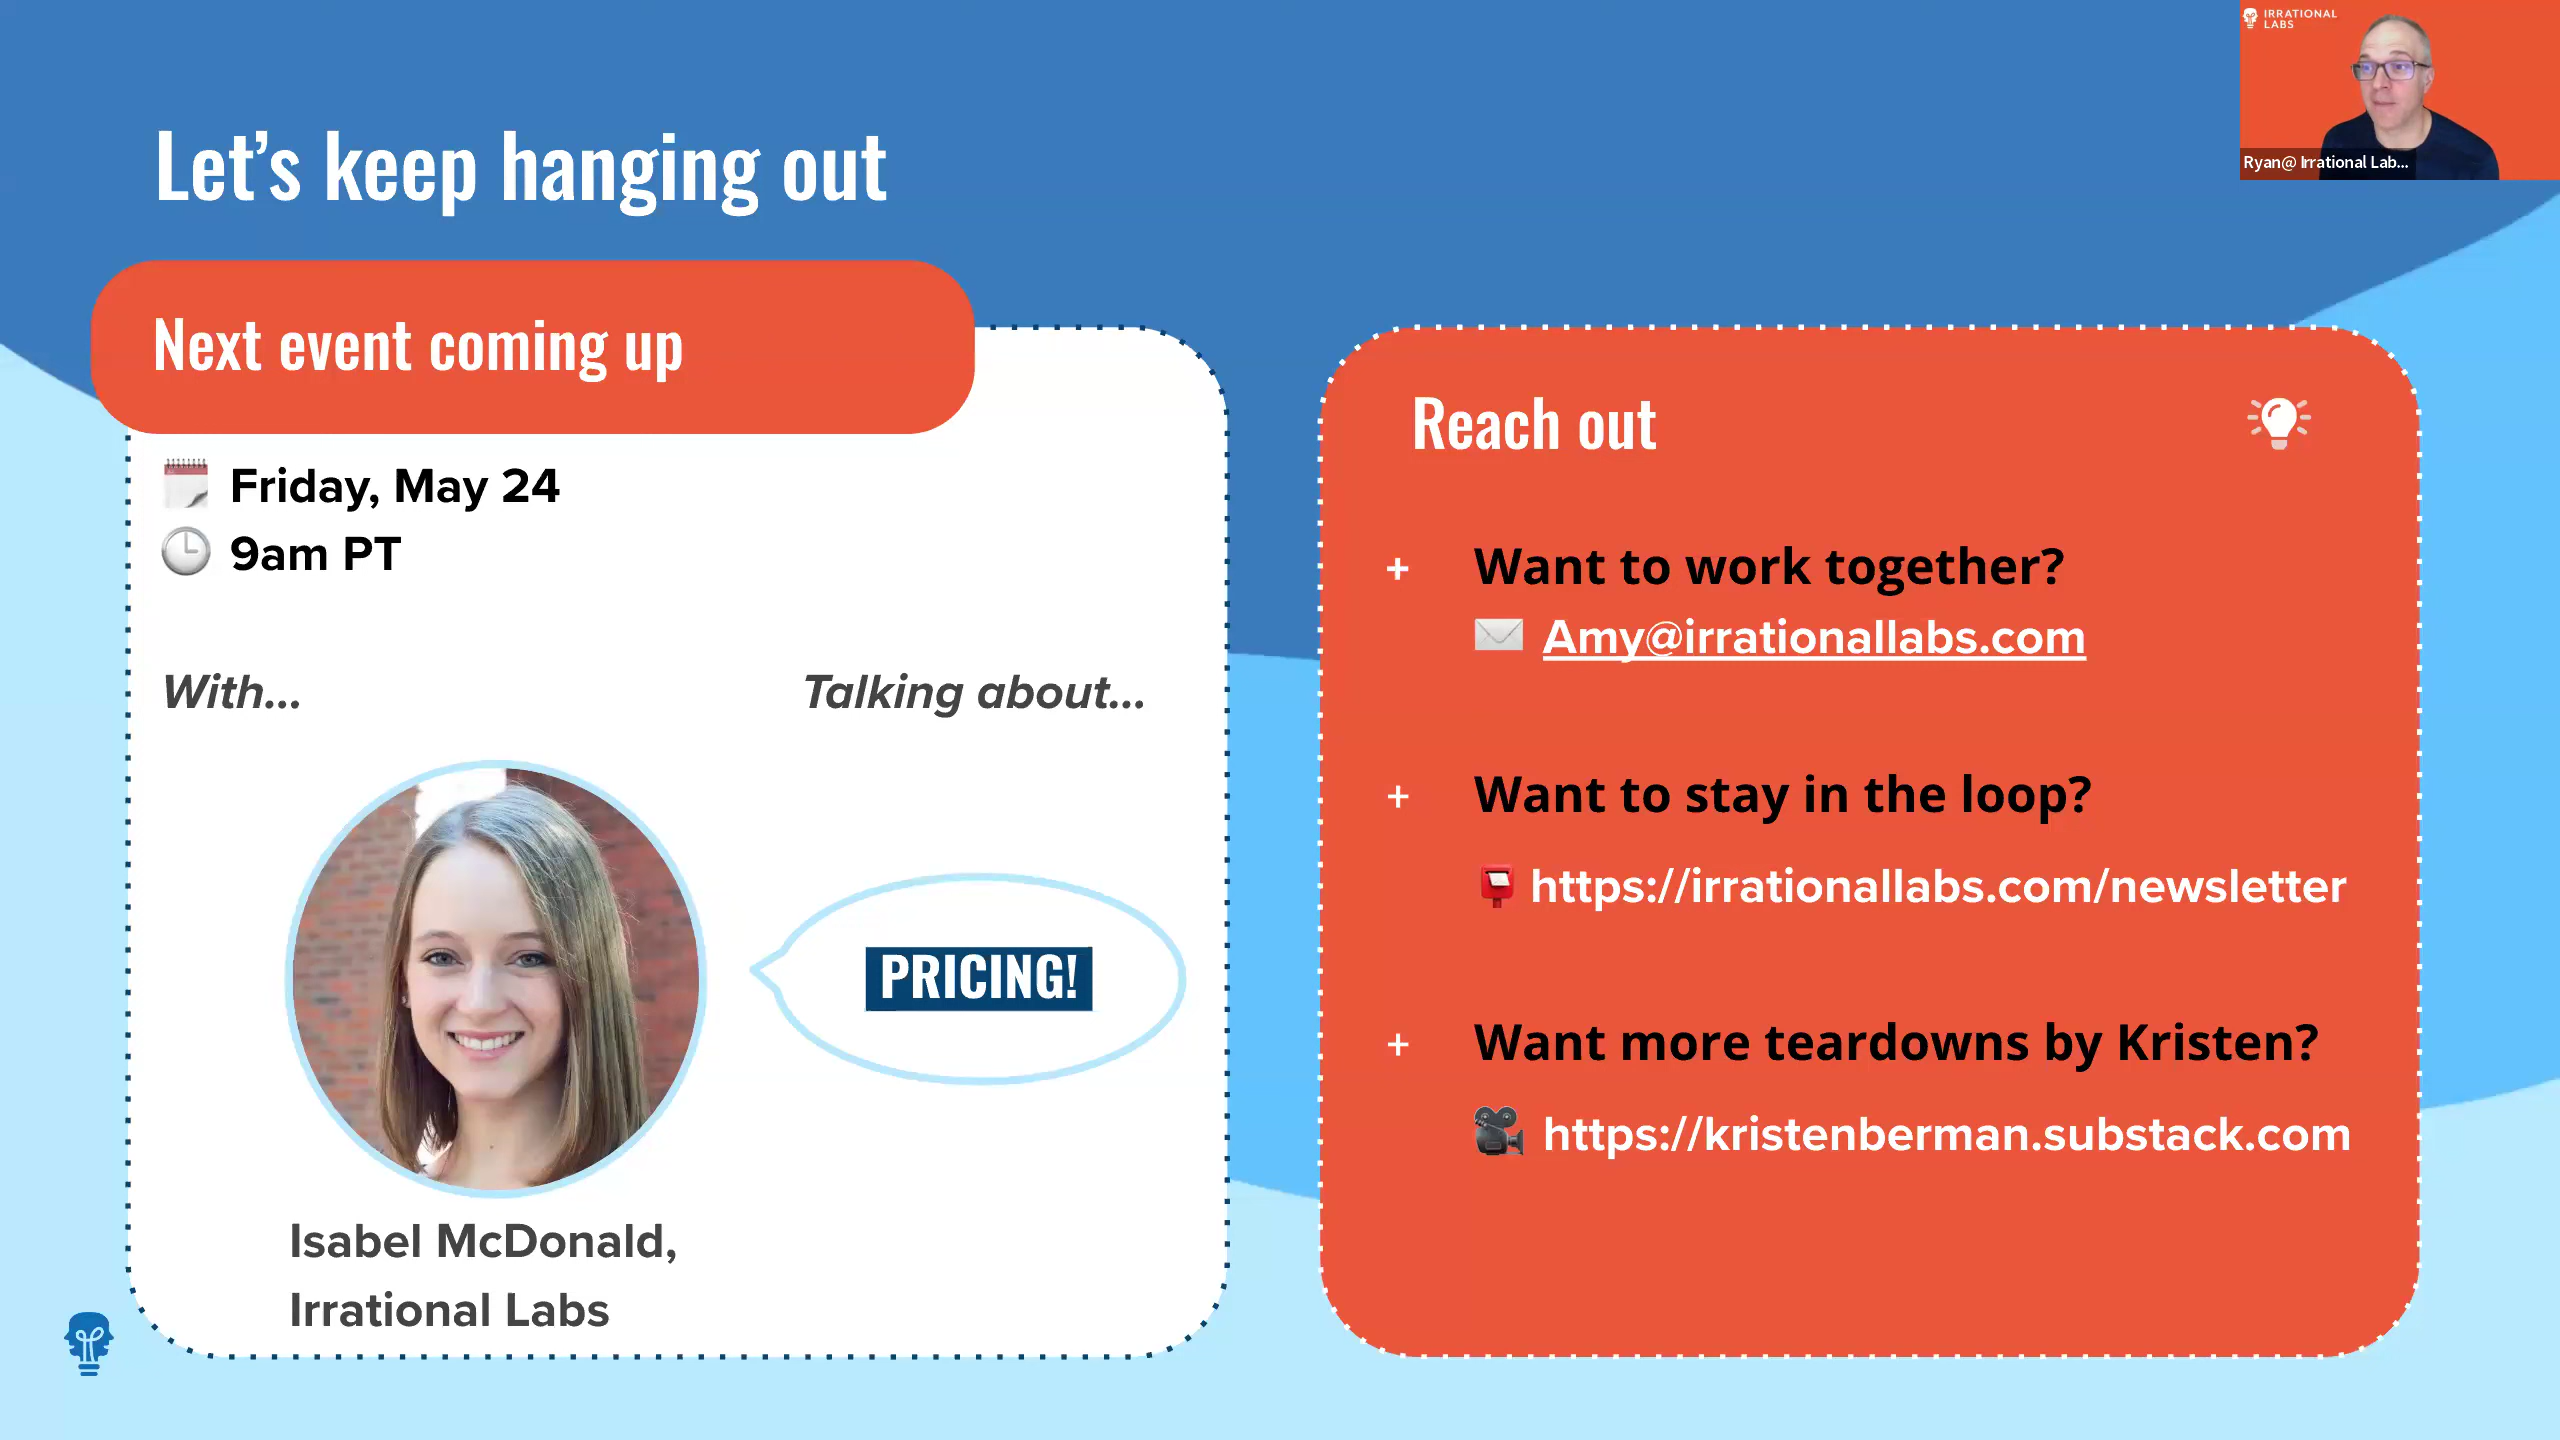 IRRATIONAL
LABS
Ryan@ Irrational Lab...
Let's keep hanging out
Next event coming up
Friday, May 24
9am PT
With...
Talking about...
PRICING!
Isabel McDonald,
Irrational Labs
Reach out
+ Want to work together?
Amy@irrationallabs.com
+ Want to stay in the loop?
https://irrationallabs.com/newsletter
+ Want more teardowns by Kristen?
https://kristenberman.substack.com